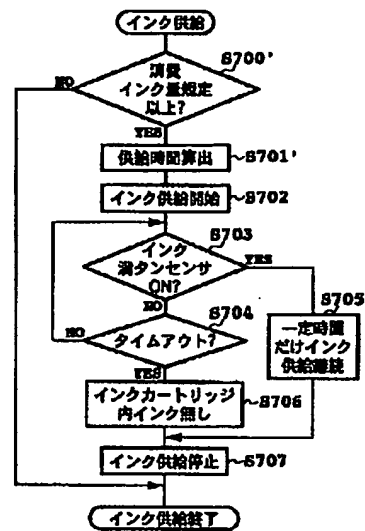 インク供給
S700'
消費
インク量規定
以上?
NO
YES
供給時間算出
S701'
インク供給開始
S702
S703
インク
満タンセンサ
ON?
YES
NO
S704
タイムアウト?
NO
YES
S705
一定時間
だけインク
供給継続
インクカートリッジ
内インク無し
S706
インク供給停止
S707
インク供給終了